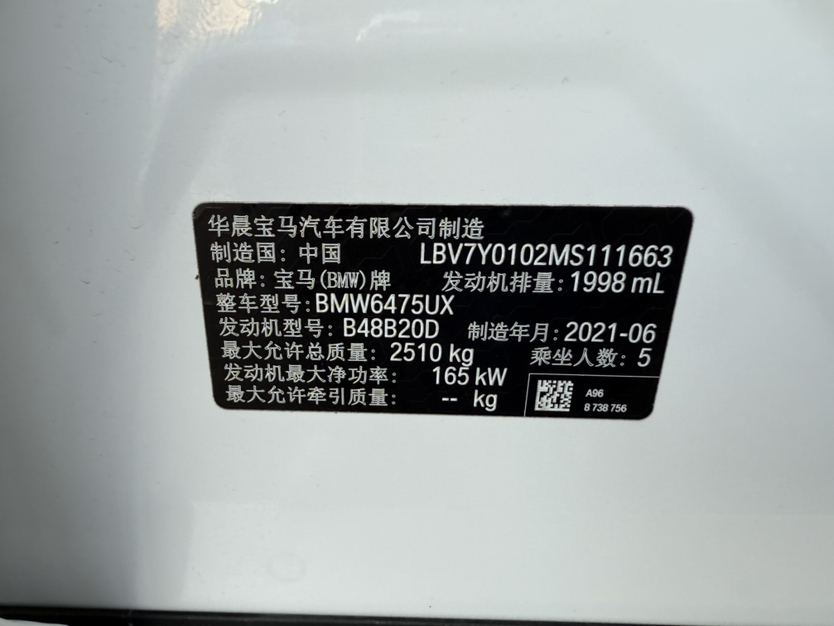 华晨宝马汽车有限公司制造
制造国：中国 LBV7Y0102MS111663
品牌：宝马(BMW)牌 发动机排量：1998 mL
整车型号：BMW6475UX
发动机型号：B48B20D 制造年月：2021-06
最大允许总质量：2510 kg 乘坐人数：5
发动机最大净功率： 165 kW
最大允许牵引质量： -- kg
A96
8 738 756